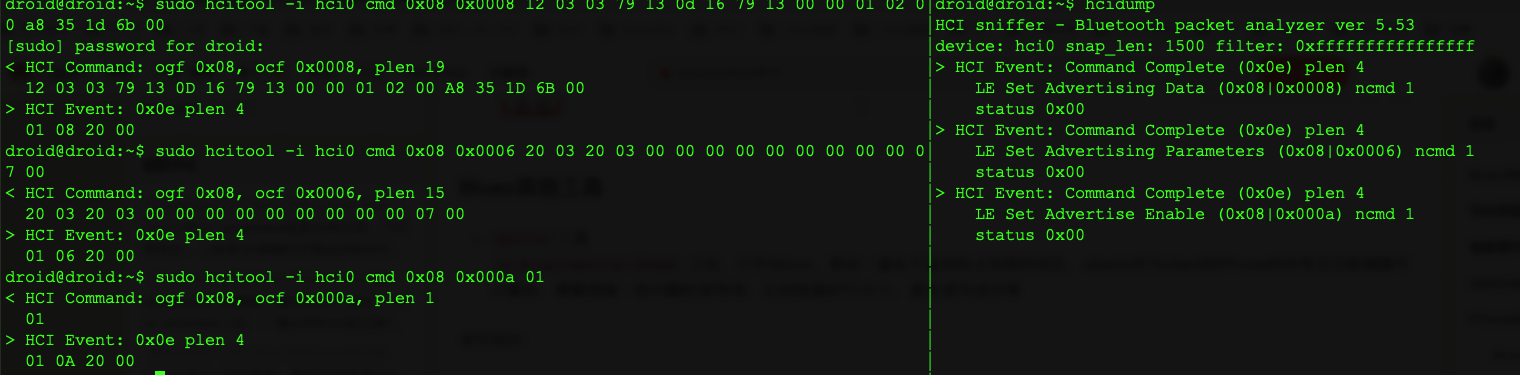 droid@droid:~$ sudo hcitool -i hci0 cmd 0x08 0x0008 12 03 03 79 13 0d 16 79 13 00 00 01 02 0
0 a8 35 1d 6b 00
[sudo] password for droid:
< HCI Command: ogf 0x08, ocf 0x0008, plen 19
  12 03 03 79 13 0D 16 79 13 00 00 01 02 00 A8 35 1D 6B 00
> HCI Event: 0x0e plen 4
  01 08 20 00
droid@droid:~$ sudo hcitool -i hci0 cmd 0x08 0x0006 20 03 20 03 00 00 00 00 00 00 00 00 00 0
7 00
< HCI Command: ogf 0x08, ocf 0x0006, plen 15
  20 03 20 03 00 00 00 00 00 00 00 00 00 07 00
> HCI Event: 0x0e plen 4
  01 06 20 00
droid@droid:~$ sudo hcitool -i hci0 cmd 0x08 0x000a 01
< HCI Command: ogf 0x08, ocf 0x000a, plen 1
  01
> HCI Event: 0x0e plen 4
  01 0A 20 00
droid@droid:~$ hcidump
HCI sniffer - Bluetooth packet analyzer ver 5.53
device: hci0 snap_len: 1500 filter: 0xffffffffffffffff
> HCI Event: Command Complete (0x0e) plen 4
    LE Set Advertising Data (0x08|0x0008) ncmd 1
    status 0x00
> HCI Event: Command Complete (0x0e) plen 4
    LE Set Advertising Parameters (0x08|0x0006) ncmd 1
    status 0x00
> HCI Event: Command Complete (0x0e) plen 4
    LE Set Advertise Enable (0x08|0x000a) ncmd 1
    status 0x00